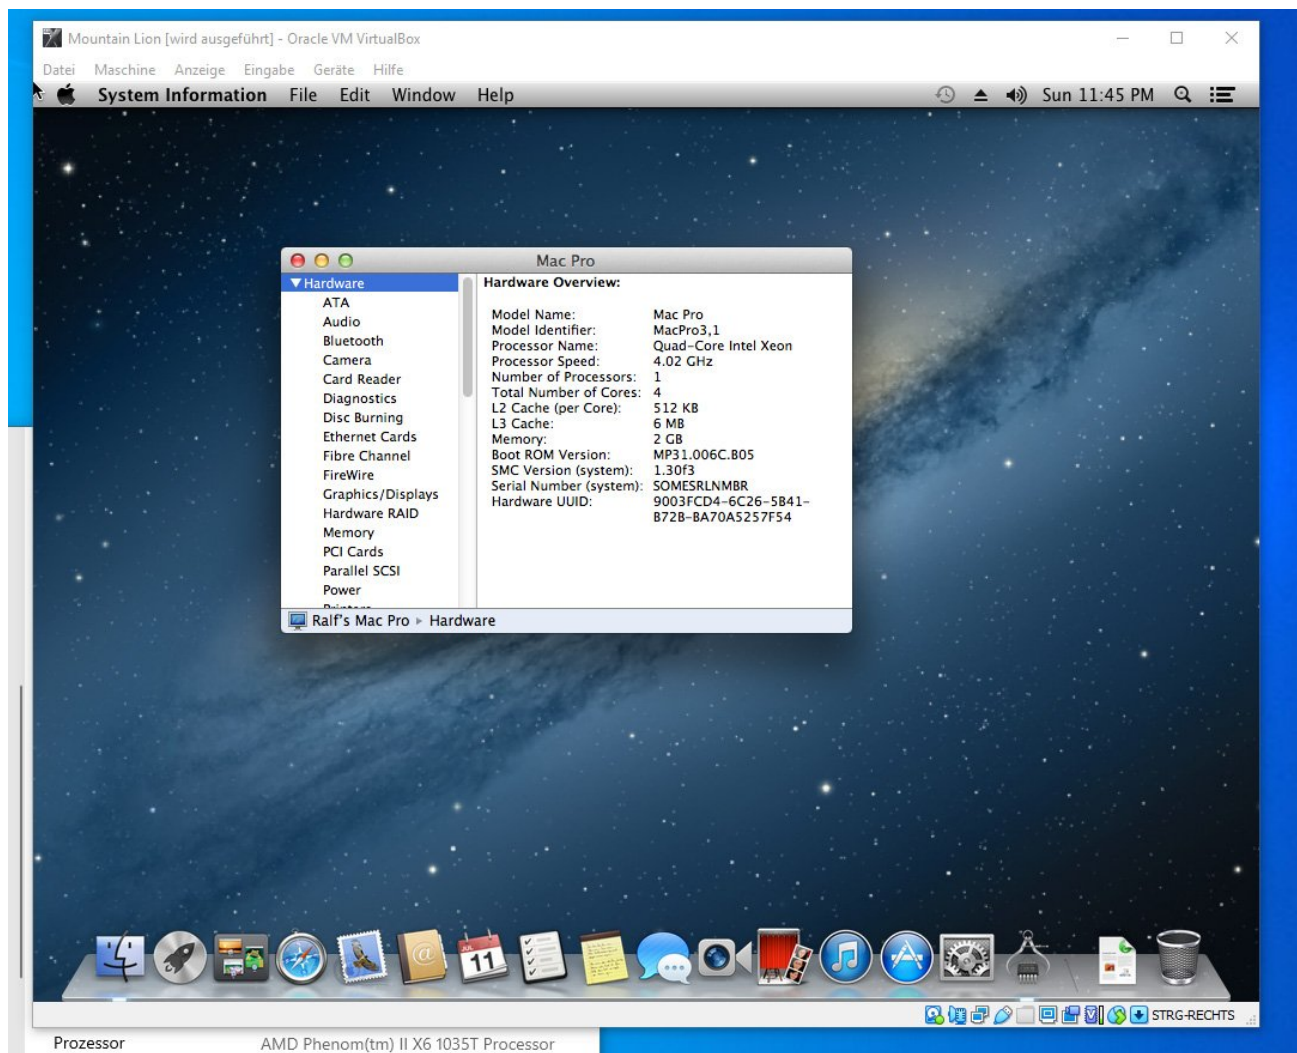 Mountain Lion [wird ausgeführt] - Oracle VM VirtualBox
Datei Maschine Anzeige Eingabe Geräte Hilfe
System Information File Edit Window Help Sun 11:45 PM
Mac Pro
Hardware
ATA
Audio
Bluetooth
Camera
Card Reader
Diagnostics
Disc Burning
Ethernet Cards
Fibre Channel
FireWire
Graphics/Displays
Hardware RAID
Memory
PCI Cards
Parallel SCSI
Power
Printers
Hardware Overview:
Model Name: Mac Pro
Model Identifier: MacPro3,1
Processor Name: Quad-Core Intel Xeon
Processor Speed: 4.02 GHz
Number of Processors: 1
Total Number of Cores: 4
L2 Cache (per Core): 512 KB
L3 Cache: 6 MB
Memory: 2 GB
Boot ROM Version: MP31.006C.B05
SMC Version (system): 1.30f3
Serial Number (system): SOMESRLNMBR
Hardware UUID: 9003FCD4-6C26-5B41-
B72B-BA70A5257F54
Ralf's Mac Pro ▸ Hardware
JUL
11
STRG-RECHTS
Prozessor AMD Phenom(tm) II X6 1035T Processor